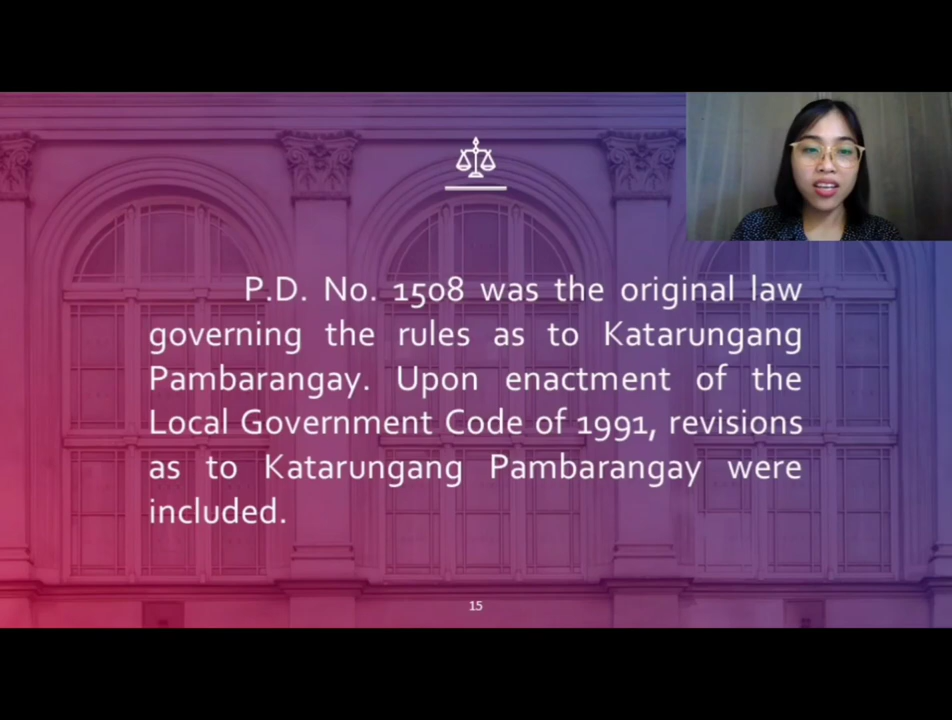 P.D. No. 1508 was the original law
governing the rules as to Katarungang
Pambarangay. Upon enactment of the
Local Government Code of 1991, revisions
as to Katarungang Pambarangay were
included.
15